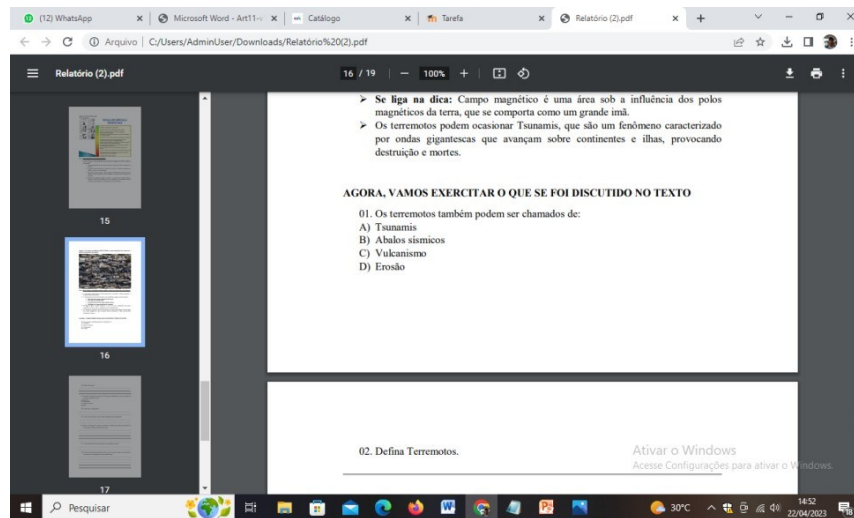 (12) WhatsApp
Microsoft Word - Art11-v
Catálogo
Tarefa
Relatório (2).pdf
Arquivo
C:/Users/AdminUser/Downloads/Relatório%20(2).pdf
Relatório (2).pdf
16 / 19
100%
➢ Se liga na dica: Campo magnético é uma área sob a influência dos polos
magnéticos da terra, que se comporta como um grande imã.
➢ Os terremotos podem ocasionar Tsunamis, que são um fenômeno caracterizado
por ondas gigantescas que avançam sobre continentes e ilhas, provocando
destruição e mortes.
AGORA, VAMOS EXERCITAR O QUE SE FOI DISCUTIDO NO TEXTO
01. Os terremotos também podem ser chamados de:
A) Tsunamis
B) Abalos sísmicos
C) Vulcanismo
D) Erosão
15
16
17
02. Defina Terremotos.
Ativar o Windows
Acesse Configurações para ativar o Windows.
Pesquisar
30°C
14:52
22/04/2023